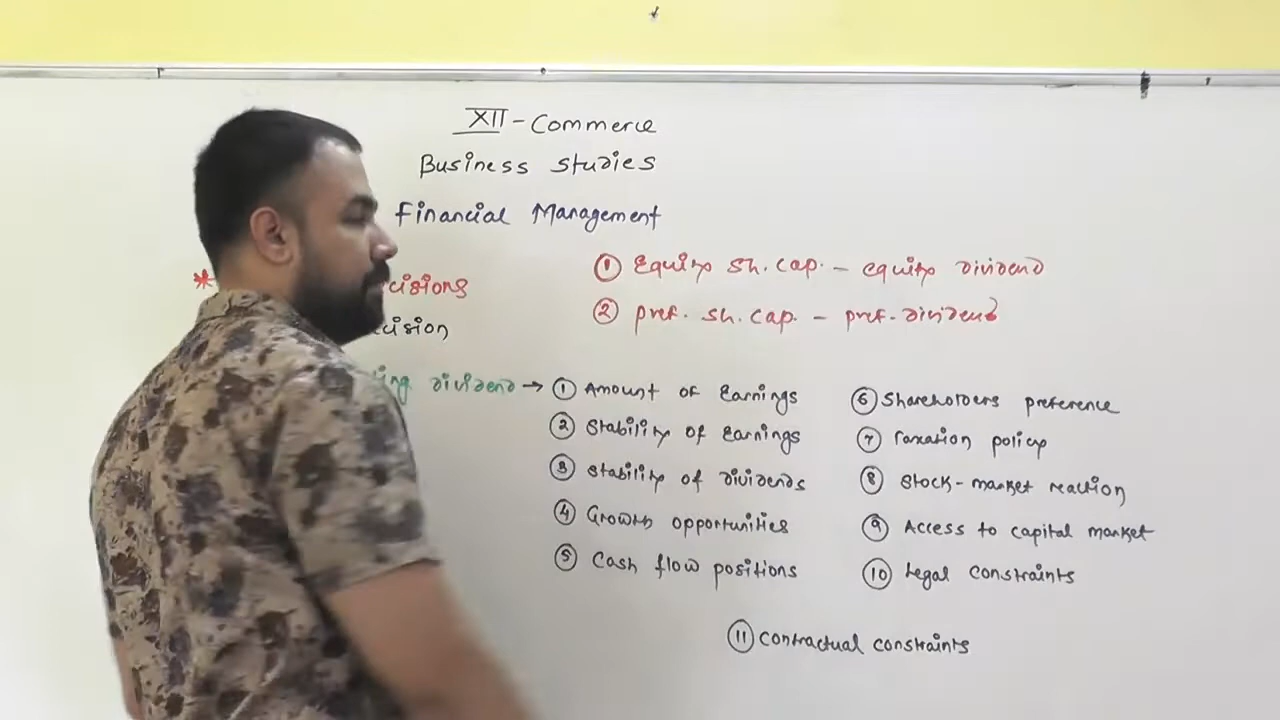 XII - Commerce
Business Studies
Financial Management
① Equity sh. cap. - equity dividend
② pref. sh. cap. - pref. dividend
*
dividend → ① Amount of Earnings
② Stability of Earnings
③ Stability of dividends
④ Growth opportunities
⑤ Cash flow positions
⑥ Shareholders preference
⑦ Taxation policy
⑧ Stock-market reaction
⑨ Access to capital market
⑩ Legal constraints
⑪ Contractual constraints